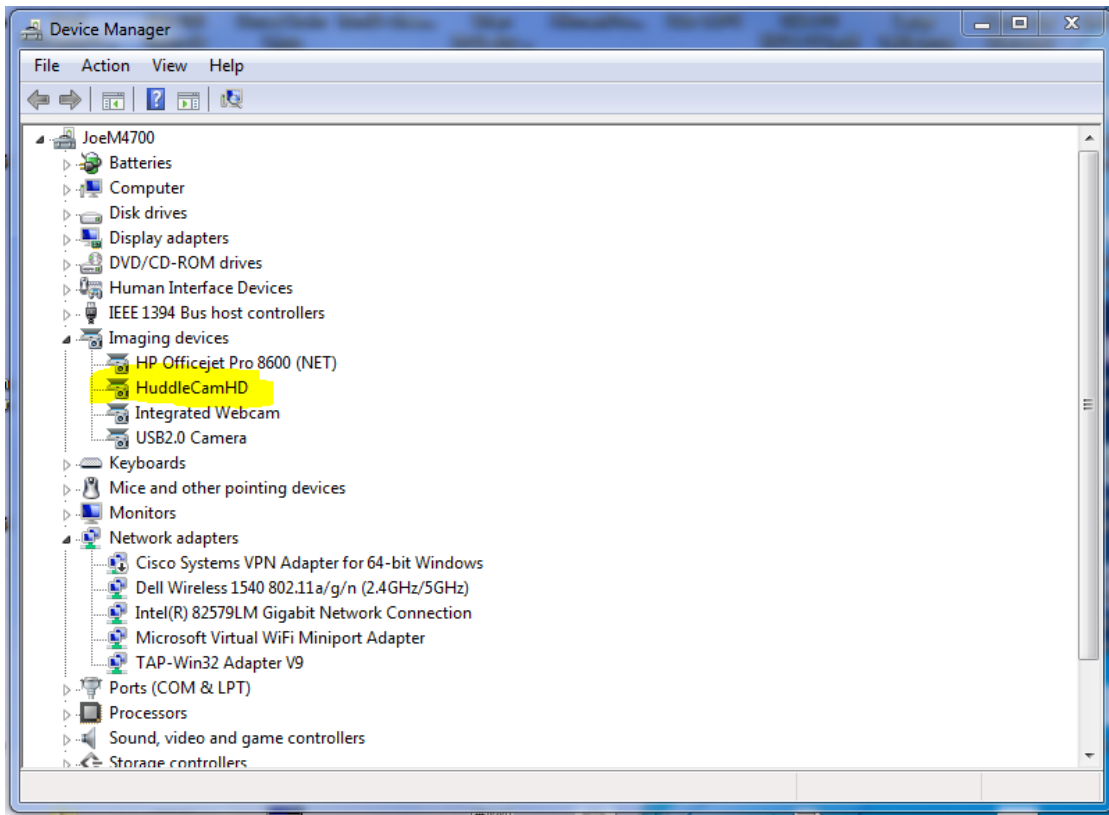 Device Manager
File Action View Help
JoeM4700
Batteries
Computer
Disk drives
Display adapters
DVD/CD-ROM drives
Human Interface Devices
IEEE 1394 Bus host controllers
Imaging devices
HP Officejet Pro 8600 (NET)
HuddleCamHD
Integrated Webcam
USB2.0 Camera
Keyboards
Mice and other pointing devices
Monitors
Network adapters
Cisco Systems VPN Adapter for 64-bit Windows
Dell Wireless 1540 802.11a/g/n (2.4GHz/5GHz)
Intel(R) 82579LM Gigabit Network Connection
Microsoft Virtual WiFi Miniport Adapter
TAP-Win32 Adapter V9
Ports (COM & LPT)
Processors
Sound, video and game controllers
Storage controllers